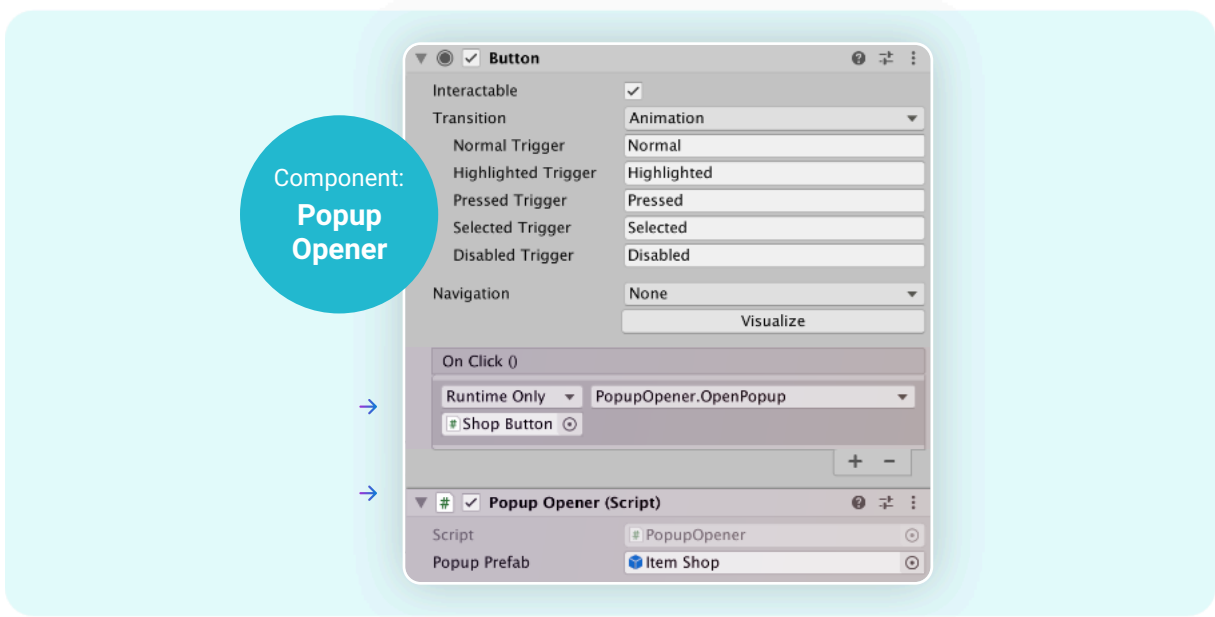 Component:
Popup
Opener
Button
Interactable
Transition Animation
Normal Trigger Normal
Highlighted Trigger Highlighted
Pressed Trigger Pressed
Selected Trigger Selected
Disabled Trigger Disabled
Navigation None
Visualize
On Click ()
Runtime Only PopupOpener.OpenPopup
# Shop Button
+ −
# Popup Opener (Script)
Script # PopupOpener
Popup Prefab Item Shop